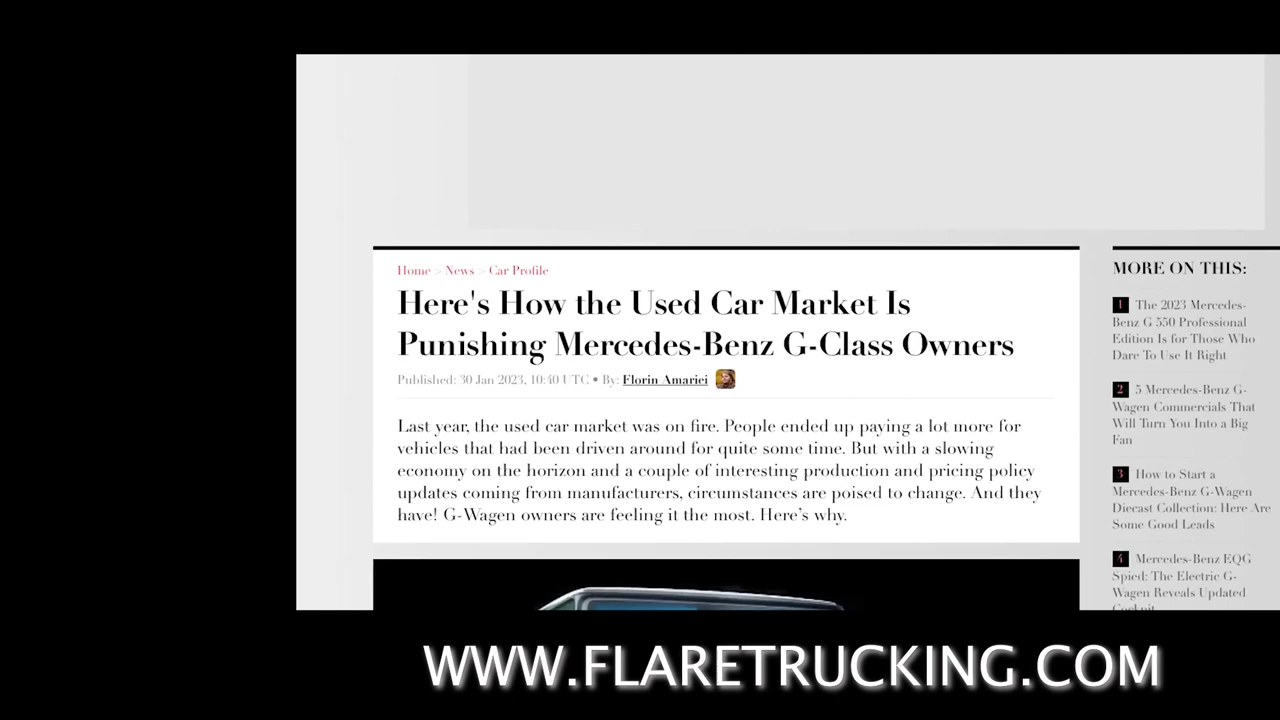 Home > News > Car Profile
Here's How the Used Car Market Is
Punishing Mercedes-Benz G-Class Owners
Published: 30 Jan 2023, 10:40 UTC • By: Florin Amariei
Last year, the used car market was on fire. People ended up paying a lot more for
vehicles that had been driven around for quite some time. But with a slowing
economy on the horizon and a couple of interesting production and pricing policy
updates coming from manufacturers, circumstances are poised to change. And they
have! G-Wagen owners are feeling it the most. Here's why.
MORE ON THIS:
1 The 2023 Mercedes-
Benz G 550 Professional
Edition Is for Those Who
Dare To Use It Right
2 5 Mercedes-Benz G-
Wagen Commercials That
Will Turn You Into a Big
Fan
3 How to Start a
Mercedes-Benz G-Wagen
Diecast Collection: Here Are
Some Good Leads
4 Mercedes-Benz EQG
Spied: The Electric G-
Wagen Reveals Updated
Cockpit
WWW.FLARETRUCKING.COM